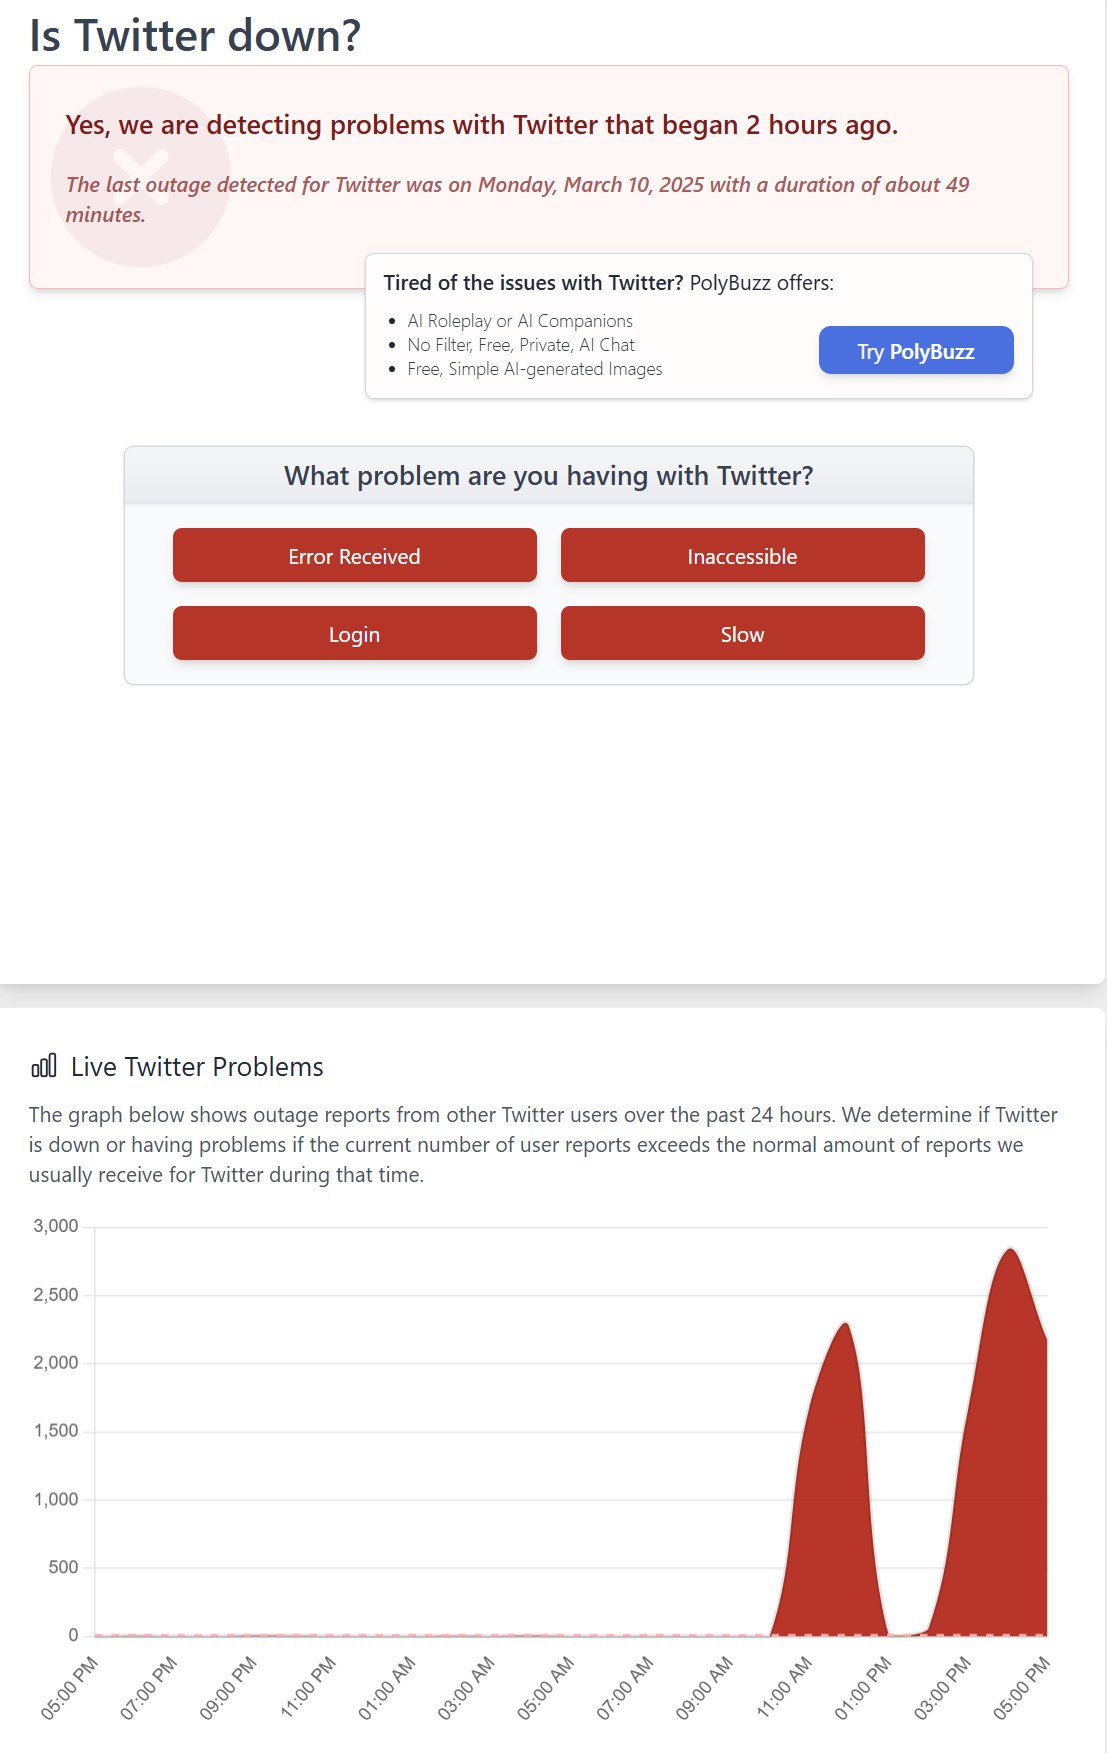 Is Twitter down?
Yes, we are detecting problems with Twitter that began 2 hours ago.
The last outage detected for Twitter was on Monday, March 10, 2025 with a duration of about 49
minutes.
Tired of the issues with Twitter? PolyBuzz offers:
• AI Roleplay or AI Companions
• No Filter, Free, Private, AI Chat
• Free, Simple AI-generated Images
Try PolyBuzz
What problem are you having with Twitter?
Error Received
Inaccessible
Login
Slow
Live Twitter Problems
The graph below shows outage reports from other Twitter users over the past 24 hours. We determine if Twitter
is down or having problems if the current number of user reports exceeds the normal amount of reports we
usually receive for Twitter during that time.
3,000
2,500
2,000
1,500
1,000
500
0
05:00 PM
07:00 PM
09:00 PM
11:00 PM
01:00 AM
03:00 AM
05:00 AM
07:00 AM
09:00 AM
11:00 AM
01:00 PM
03:00 PM
05:00 PM